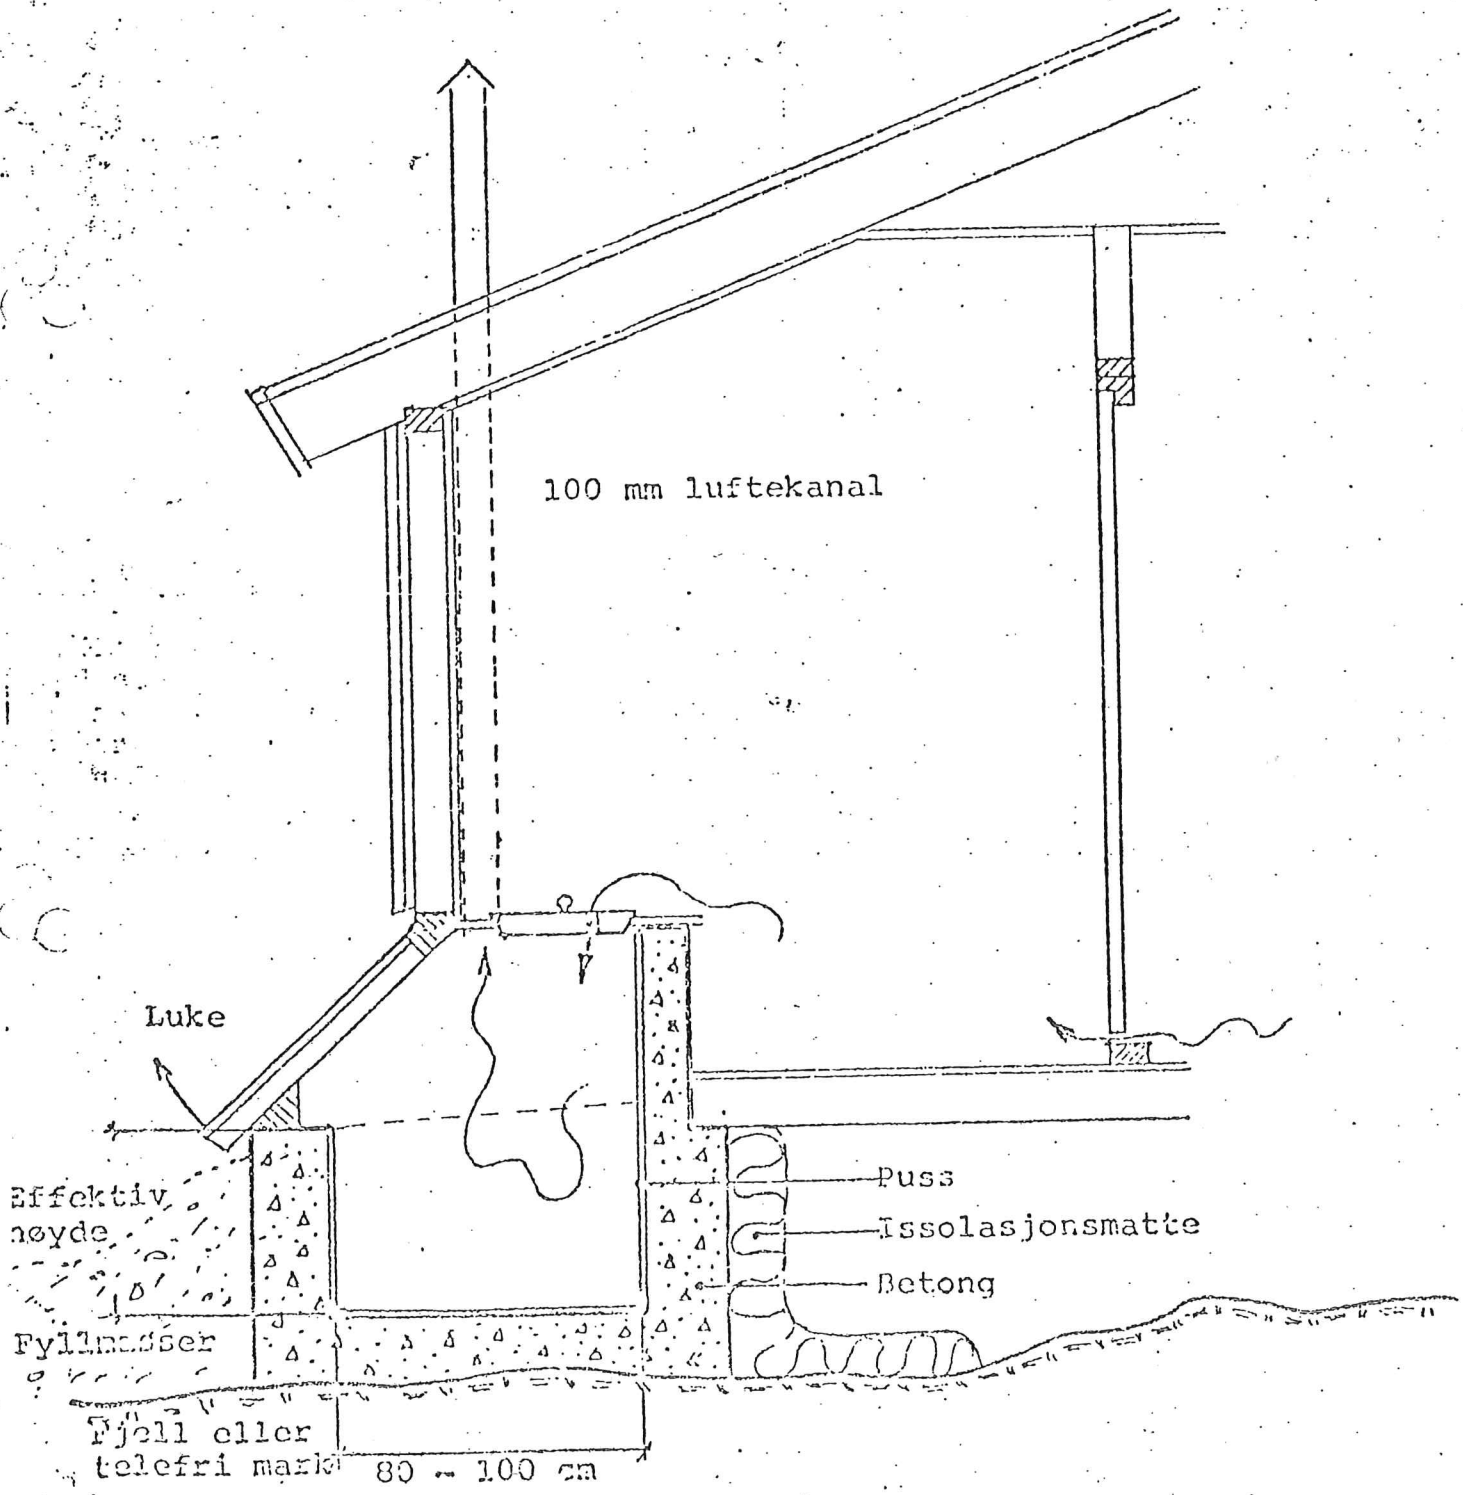 100 mm luftekanal
Luke
Effektiv
høyde
Puss
Issolasjonsmatte
Betong
Fyllmasser
Fjell eller
telefri mark
80 - 100 cm